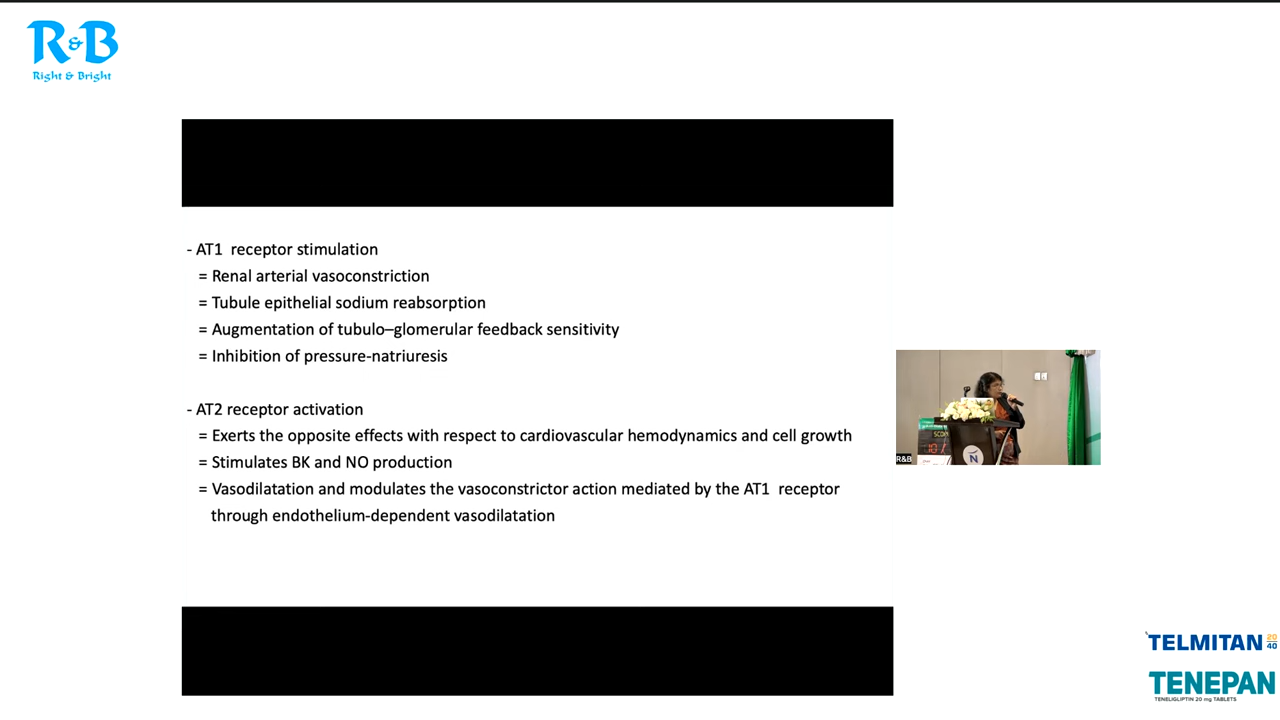 R&B
Right & Bright
- AT1 receptor stimulation
= Renal arterial vasoconstriction
= Tubule epithelial sodium reabsorption
= Augmentation of tubulo–glomerular feedback sensitivity
= Inhibition of pressure-natriuresis
- AT2 receptor activation
= Exerts the opposite effects with respect to cardiovascular hemodynamics and cell growth
= Stimulates BK and NO production
= Vasodilatation and modulates the vasoconstrictor action mediated by the AT1 receptor
through endothelium-dependent vasodilatation
R&B
N
TELMITAN 20
40
TENEPAN
TENELIGLIPTIN 20 mg TABLETS